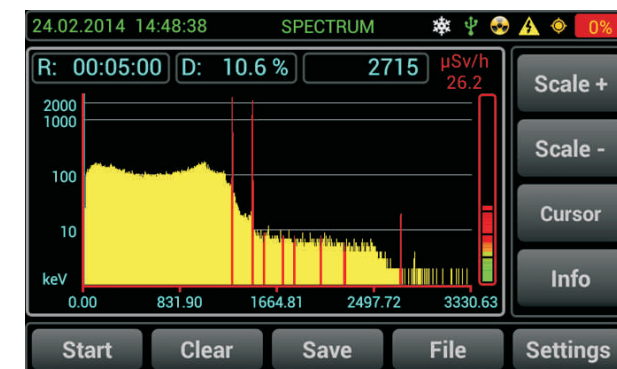 24.02.2014 14:48:38 SPECTRUM 0%
R: 00:05:00 D: 10.6 % 2715 µSv/h
26.2
Scale +
2000
1000
Scale -
100
Cursor
10
Info
keV
0.00 831.90 1664.81 2497.72 3330.63
Start Clear Save File Settings